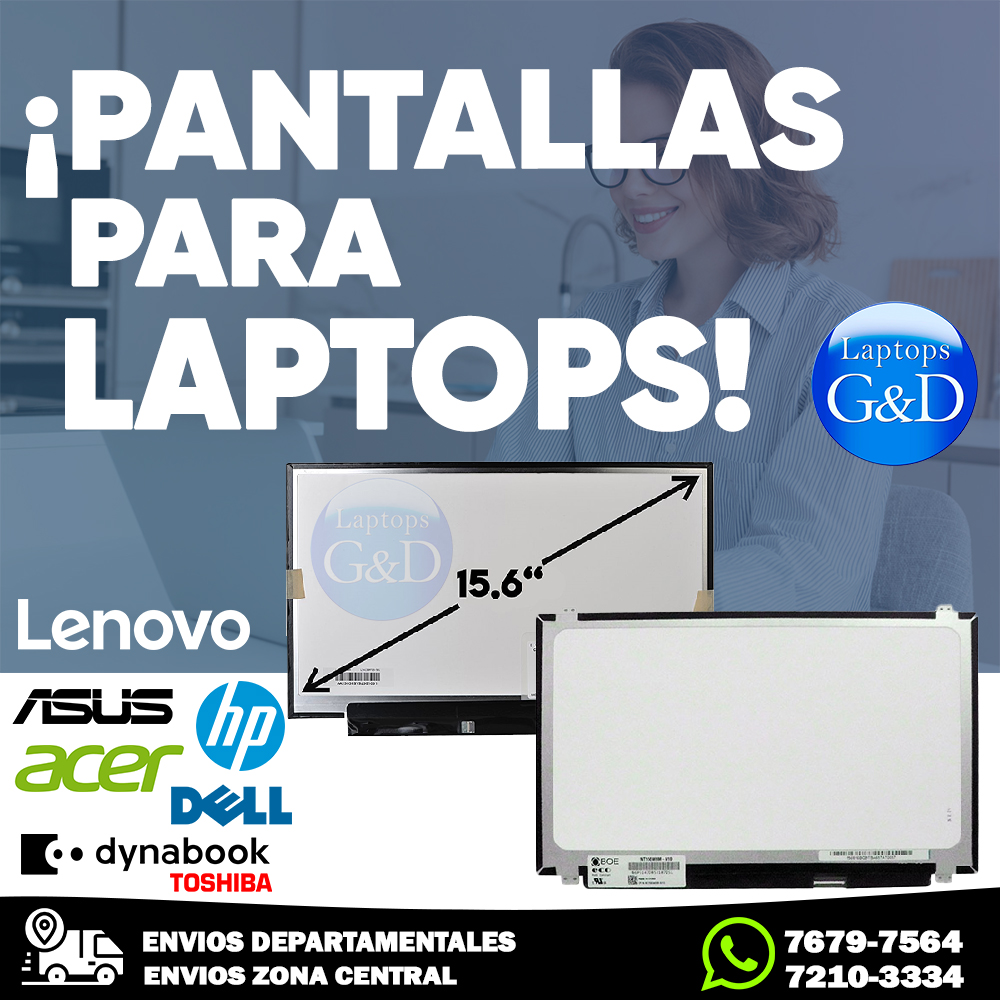 ¡PANTALLAS
PARA
LAPTOPS!
Laptops
G&D
Laptops
G&D
15.6“
Lenovo
ASUS
hp
acer
DELL
dynabook
TOSHIBA
BOE
eco
ENVIOS DEPARTAMENTALES
ENVIOS ZONA CENTRAL
7679-7564
7210-3334